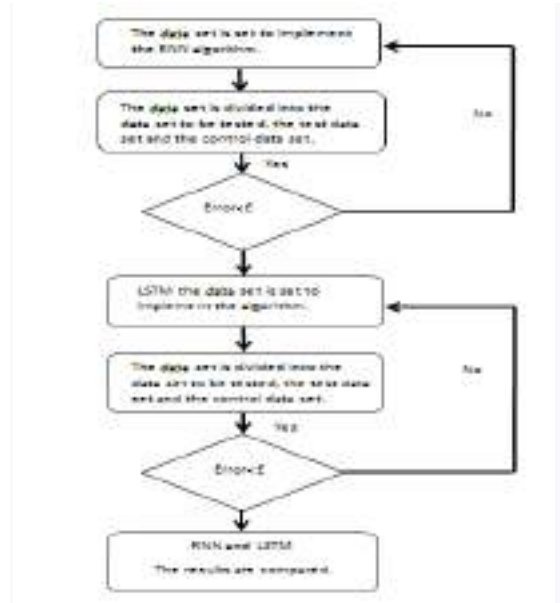 The data set is set to implement
the RNN algorithm.
The data set is divided into the
data set to be tested, the test data
set and the control data set.
No
Yes
Error<E
LSTM the data set is set to
implement the algorithm.
The data set is divided into the
data set to be tested, the test data
set and the control data set.
No
Yes
Error<E
RNN and LSTM
The results are compared.